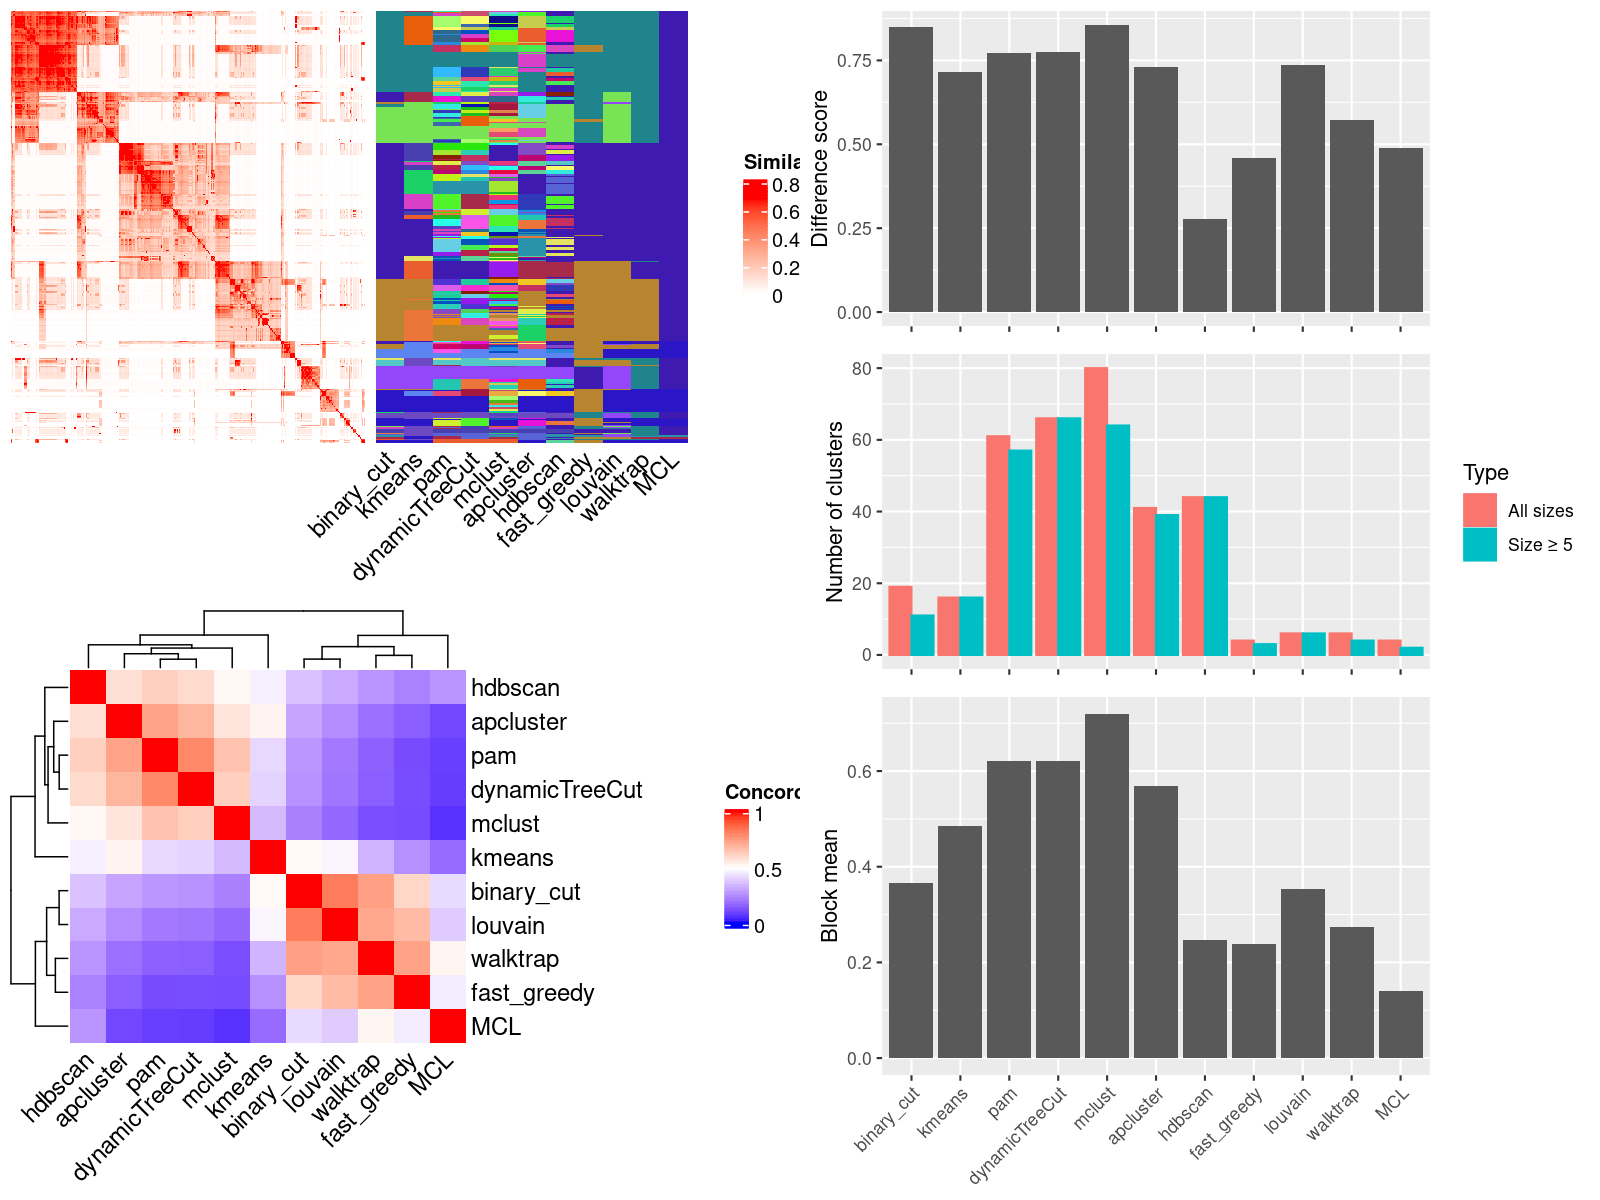 Simila
0.8
0.6
0.4
0.2
0
binary_cut
kmeans
pam
dynamicTreeCut
mclust
apcluster
hdbscan
fast_greedy
louvain
walktrap
MCL
Difference score
0.75
0.50
0.25
0.00
Number of clusters
80
60
40
20
0
Type
All sizes
Size ≥ 5
hdbscan
apcluster
pam
dynamicTreeCut
mclust
kmeans
binary_cut
louvain
walktrap
fast_greedy
MCL
hdbscan
apcluster
pam
dynamicTreeCut
mclust
kmeans
binary_cut
louvain
walktrap
fast_greedy
MCL
Concord
1
0.5
0
Block mean
0.6
0.4
0.2
0.0
binary_cut
kmeans
pam
dynamicTreeCut
mclust
apcluster
hdbscan
fast_greedy
louvain
walktrap
MCL